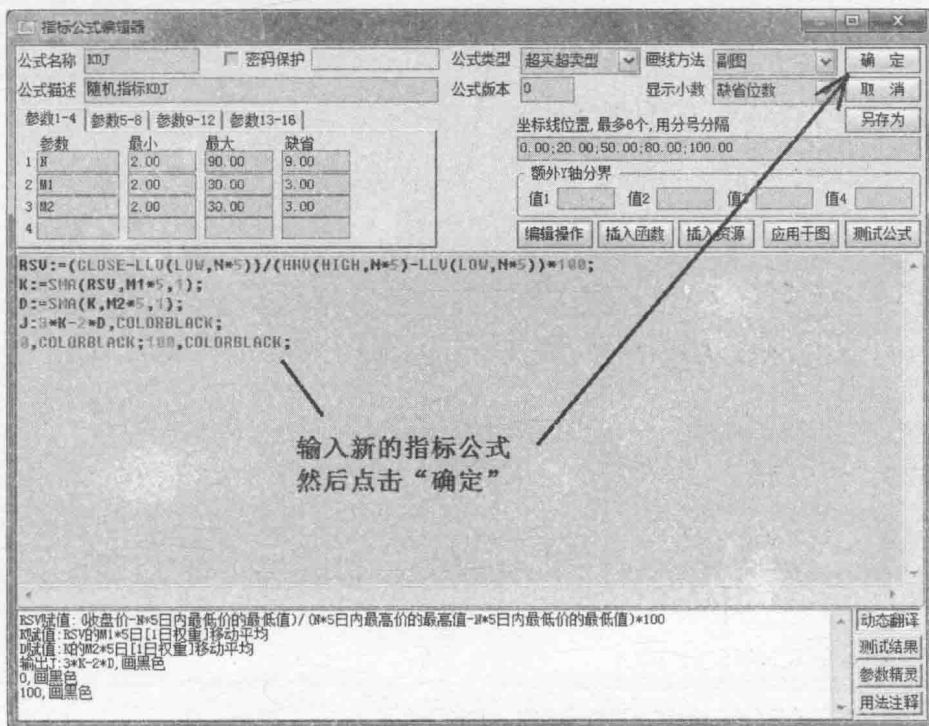 指标公式编辑器
公式名称 KDJ 密码保护 公式类型 超买超卖型 画线方法 副图 确 定
公式描述 随机指标KDJ 公式版本 0 显示小数 缺省位数 取 消
参数1-4 参数5-8 参数9-12 参数13-16 另存为
坐标线位置,最多6个,用分号分隔
参数 最小 最大 缺省
0.00;20.00;50.00;80.00;100.00
1 N 2.00 90.00 9.00
额外Y轴分界
2 M1 2.00 30.00 3.00
值1 值2 值3 值4
3 M2 2.00 30.00 3.00
4
编辑操作 插入函数 插入资源 应用于图 测试公式
RSV:=(CLOSE-LLV(LOW,N*5))/(HHV(HIGH,N*5)-LLV(LOW,N*5))*100;
K:=SMA(RSV,M1*5,1);
D:=SMA(K,M2*5,1);
J:3*K-2*D,COLORBLACK;
0,COLORBLACK;100,COLORBLACK;
输入新的指标公式
然后点击“确定”
RSV赋值:(收盘价-N*5日内最低价的最低值)/(N*5日内最高价的最高值-N*5日内最低价的最低值)*100
K赋值:RSV的M1*5日[1日权重]移动平均
D赋值:K的M2*5日[1日权重]移动平均
输出J:3*K-2*D,画黑色
0,画黑色
100,画黑色
动态翻译
测试结果
参数精灵
用法注释